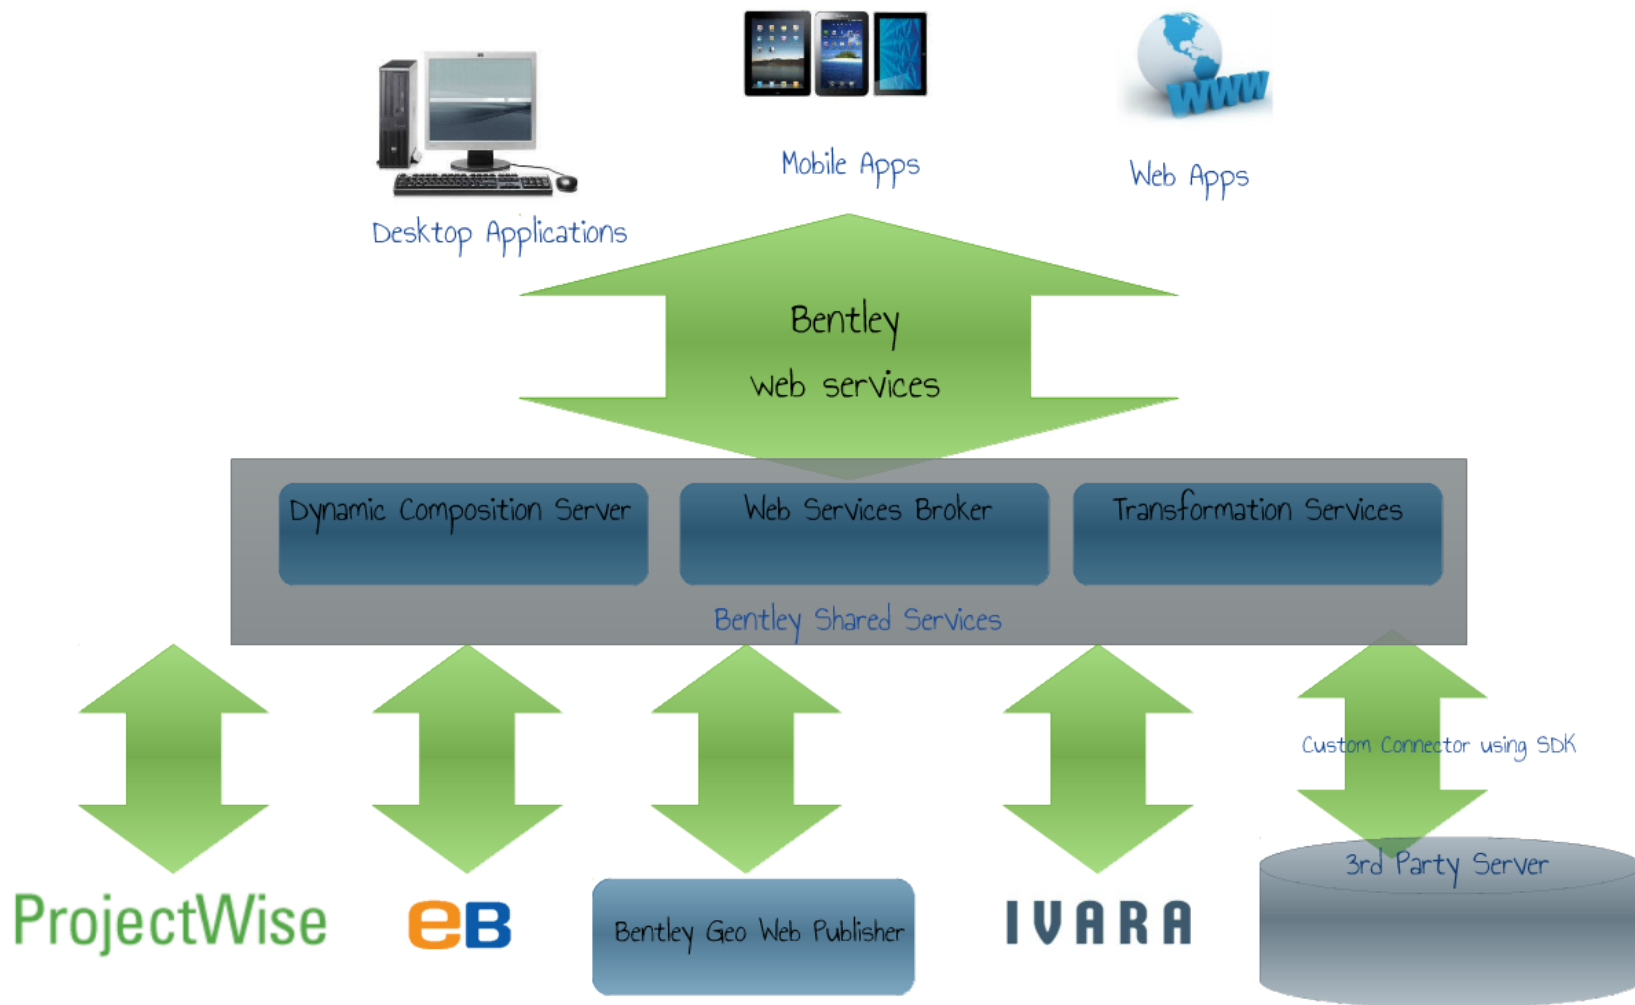 Mobile Apps
Web Apps
Desktop Applications
WWW
Bentley
Web services
Dynamic Composition Server
Web Services Broker
Transformation Services
Bentley Shared Services
Custom Connector using SDK
3rd Party Server
ProjectWise
eB
Bentley Geo Web Publisher
IVARA